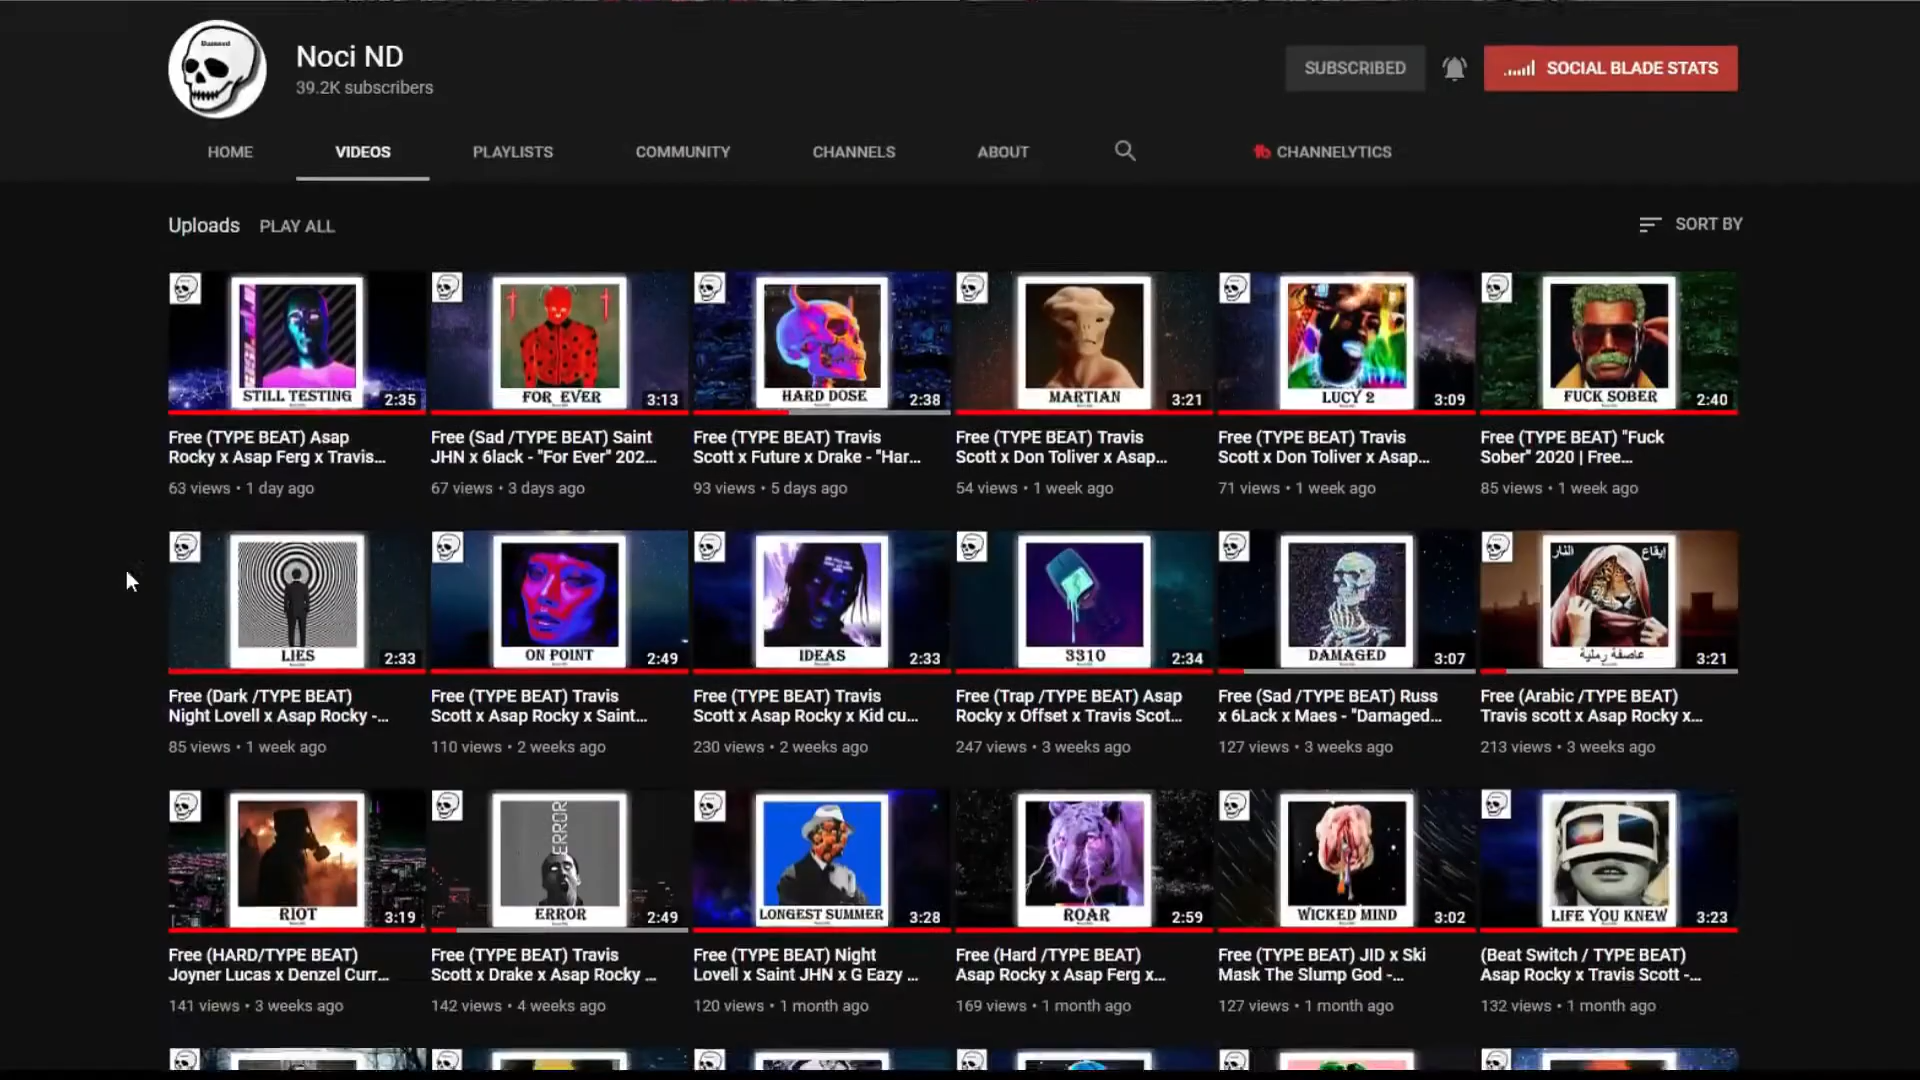 Noci ND
39.2K subscribers
SUBSCRIBED
SOCIAL BLADE STATS
HOME
VIDEOS
PLAYLISTS
COMMUNITY
CHANNELS
ABOUT
CHANNELYTICS
Uploads
PLAY ALL
SORT BY
STILL TESTING
2:35
FOR EVER
3:13
HARD DOSE
2:38
MARTIAN
3:21
LUCY 2
3:09
FUCK SOBER
2:40
Free (TYPE BEAT) Asap
Rocky x Asap Ferg x Travis...
63 views • 1 day ago
Free (Sad /TYPE BEAT) Saint
JHN x 6lack - "For Ever" 202...
67 views • 3 days ago
Free (TYPE BEAT) Travis
Scott x Future x Drake - "Har...
93 views • 5 days ago
Free (TYPE BEAT) Travis
Scott x Don Toliver x Asap...
54 views • 1 week ago
Free (TYPE BEAT) Travis
Scott x Don Toliver x Asap...
71 views • 1 week ago
Free (TYPE BEAT) "Fuck
Sober" 2020 | Free...
85 views • 1 week ago
LIES
2:33
ON POINT
2:49
IDEAS
2:33
3310
2:34
DAMAGED
3:07
إيقاع النار
عاصفة رملية
3:21
Free (Dark /TYPE BEAT)
Night Lovell x Asap Rocky -...
85 views • 1 week ago
Free (TYPE BEAT) Travis
Scott x Asap Rocky x Saint...
110 views • 2 weeks ago
Free (TYPE BEAT) Travis
Scott x Asap Rocky x Kid cu...
230 views • 2 weeks ago
Free (Trap /TYPE BEAT) Asap
Rocky x Offset x Travis Scot...
247 views • 3 weeks ago
Free (Sad /TYPE BEAT) Russ
x 6Lack x Maes - "Damaged...
127 views • 3 weeks ago
Free (Arabic /TYPE BEAT)
Travis scott x Asap Rocky x...
213 views • 3 weeks ago
RIOT
3:19
ERROR
ERROR
2:49
LONGEST SUMMER
3:28
ROAR
2:59
WICKED MIND
3:02
LIFE YOU KNEW
3:23
Free (HARD/TYPE BEAT)
Joyner Lucas x Denzel Curr...
141 views • 3 weeks ago
Free (TYPE BEAT) Travis
Scott x Drake x Asap Rocky ...
142 views • 4 weeks ago
Free (TYPE BEAT) Night
Lovell x Saint JHN x G Eazy ...
120 views • 1 month ago
Free (Hard /TYPE BEAT)
Asap Rocky x Asap Ferg x...
169 views • 1 month ago
Free (TYPE BEAT) JID x Ski
Mask The Slump God -...
127 views • 1 month ago
(Beat Switch / TYPE BEAT)
Asap Rocky x Travis Scott -...
132 views • 1 month ago